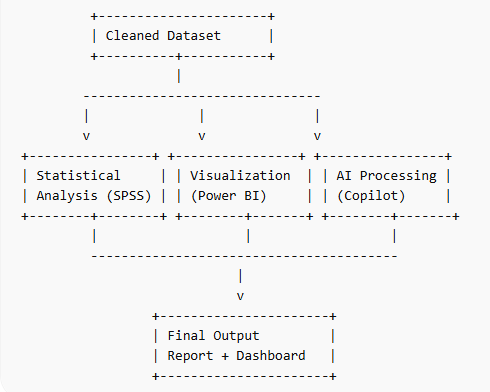 +----------------------+
| Cleaned Dataset      |
+----------+-----------+
|
-------------------------------
|              |              |
v              v              v
+----------------+ +----------------+ +----------------+
| Statistical     | | Visualization  | | AI Processing |
| Analysis (SPSS) | | (Power BI)     | | (Copilot)     |
+--------+--------+ +--------+-------+ +--------+-------+
|                   |                  |
----------------------------------------
|
v
+----------------------+
| Final Output         |
| Report + Dashboard   |
+----------------------+